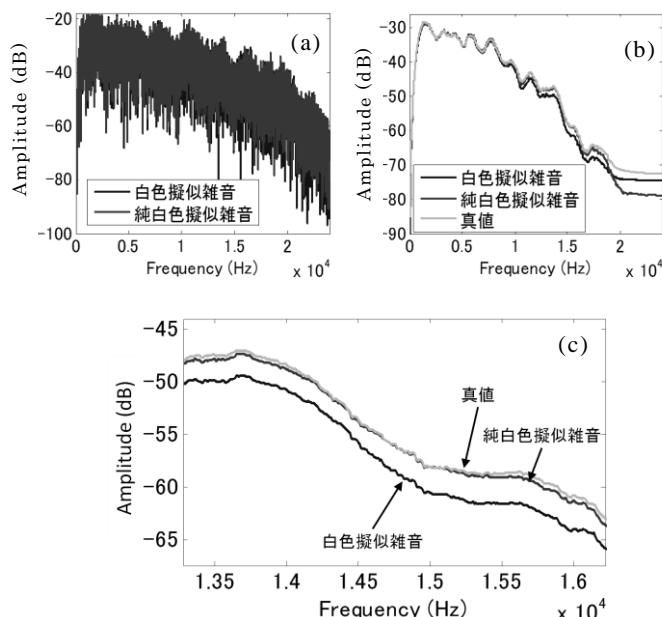 (a)
Amplitude (dB)
-20
-40
-60
-80
-100
白色擬似雑音
純白色擬似雑音
0 0.5 1 1.5 2
Frequency (Hz)
x 10^4
(b)
Amplitude (dB)
-30
-40
-50
-60
-70
-80
-90
白色擬似雑音
純白色擬似雑音
真値
0 0.5 1 1.5 2
Frequency (Hz)
x 10^4
(c)
Amplitude (dB)
-45
-50
-55
-60
-65
真値
純白色擬似雑音
白色擬似雑音
1.35 1.4 1.45 1.5 1.55 1.6
Frequency (Hz)
x 10^4